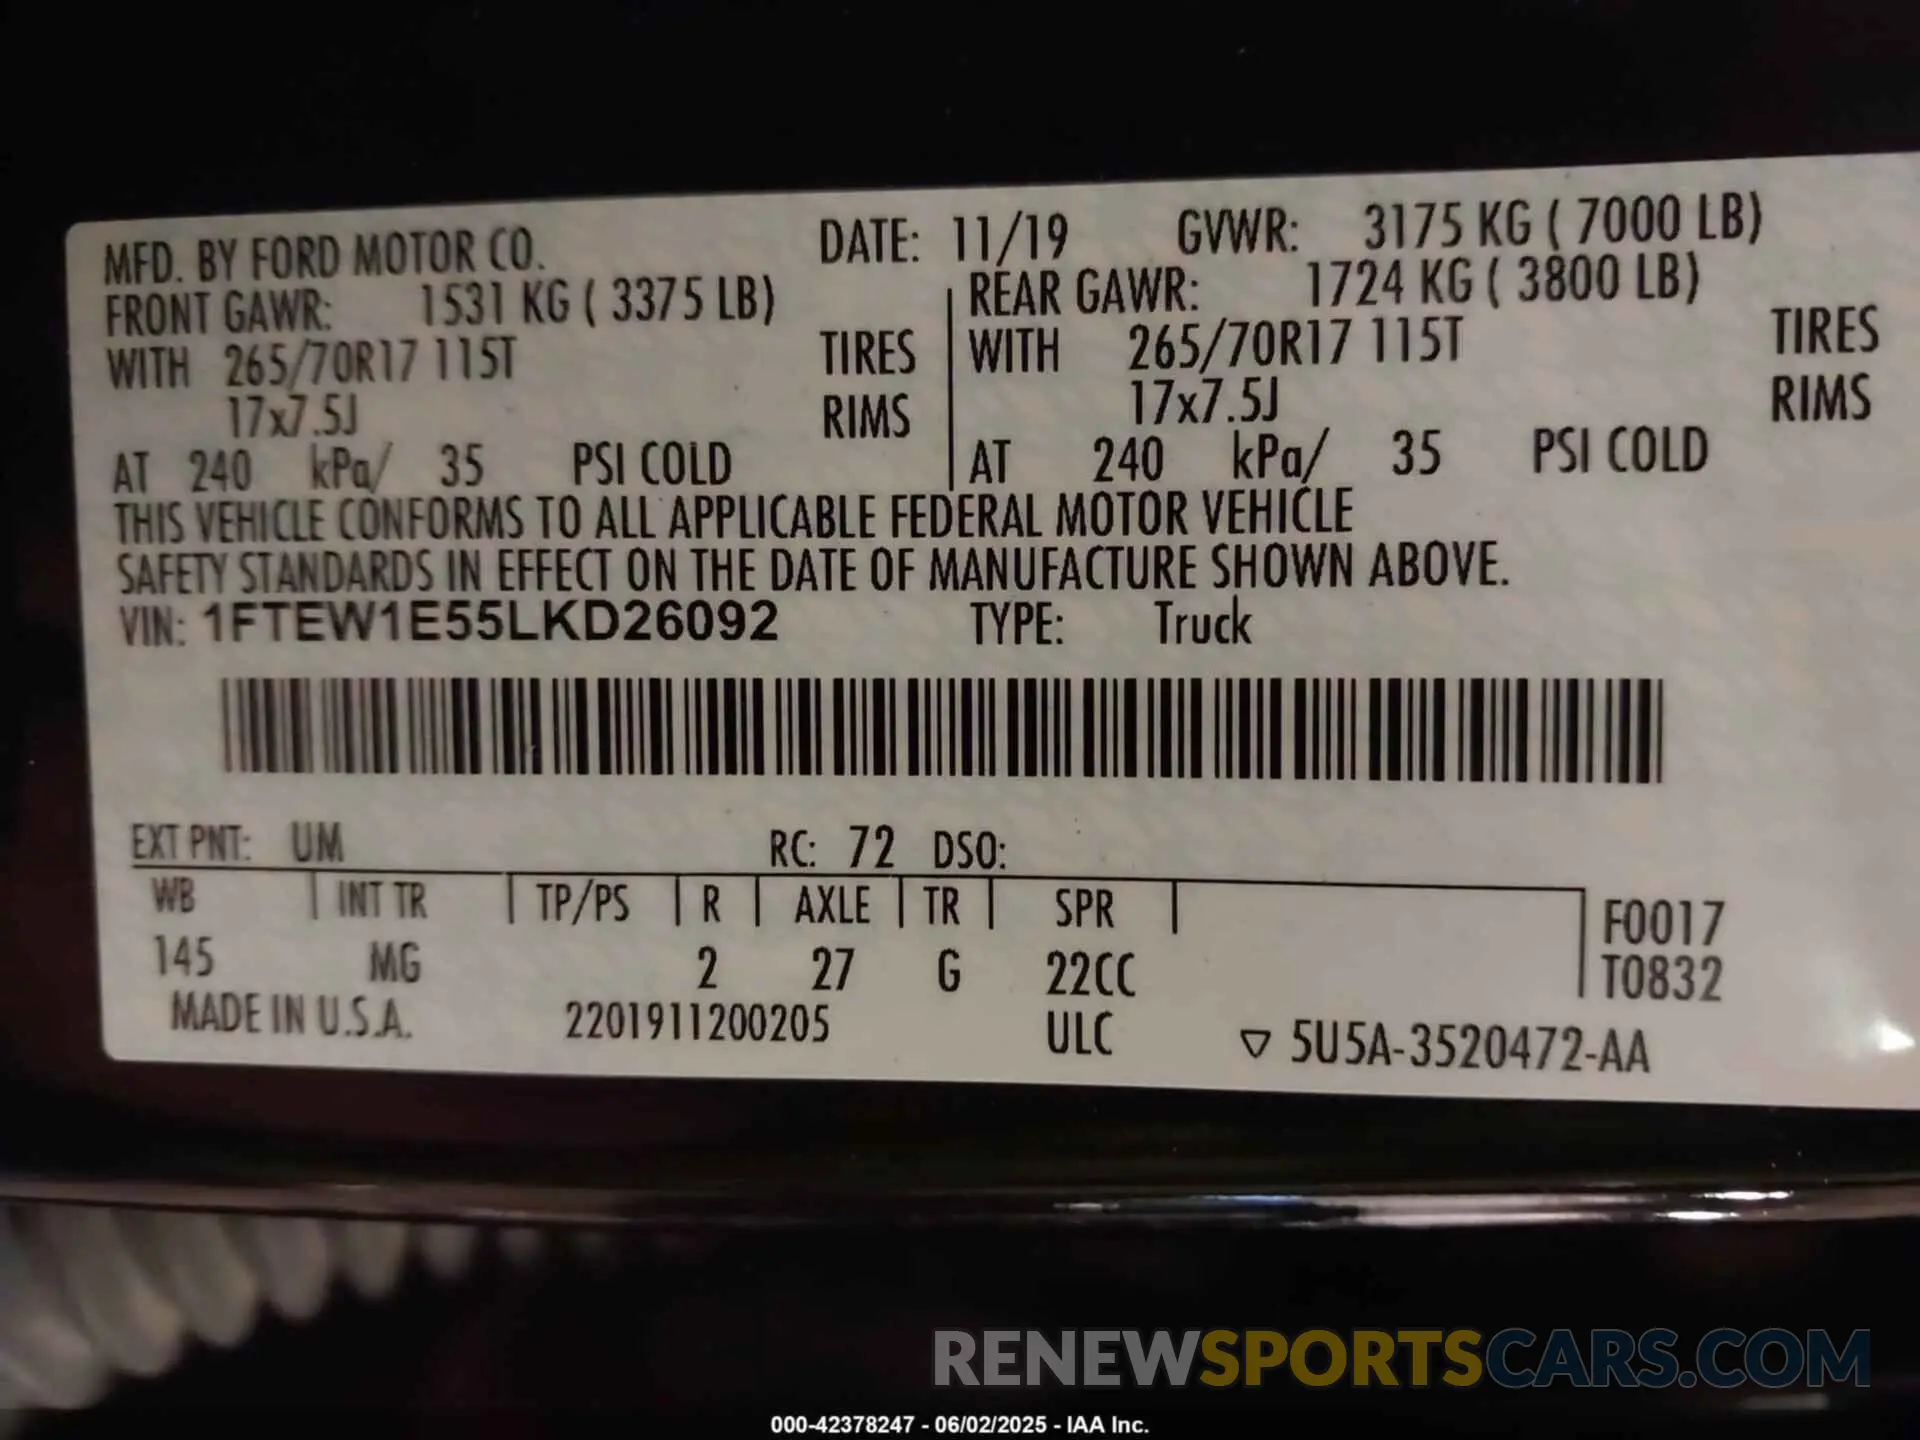 MFD. BY FORD MOTOR CO. DATE: 11/19 GVWR: 3175 KG ( 7000 LB)
FRONT GAWR: 1531 KG ( 3375 LB) REAR GAWR: 1724 KG ( 3800 LB)
WITH 265/70R17 115T TIRES WITH 265/70R17 115T TIRES
17x7.5J RIMS 17x7.5J RIMS
AT 240 kPa/ 35 PSI COLD AT 240 kPa/ 35 PSI COLD
THIS VEHICLE CONFORMS TO ALL APPLICABLE FEDERAL MOTOR VEHICLE
SAFETY STANDARDS IN EFFECT ON THE DATE OF MANUFACTURE SHOWN ABOVE.
VIN: 1FTEW1E55LKD26092 TYPE: Truck
EXT PNT: UM RC: 72 DSO:
WB INT TR TP/PS R AXLE TR SPR F0017
145 MG 2 27 G 22CC T0832
MADE IN U.S.A. 2201911200205 ULC ▽ 5U5A-3520472-AA
RENEWSPORTSCARS.COM
000-42378247 - 06/02/2025 - IAA Inc.